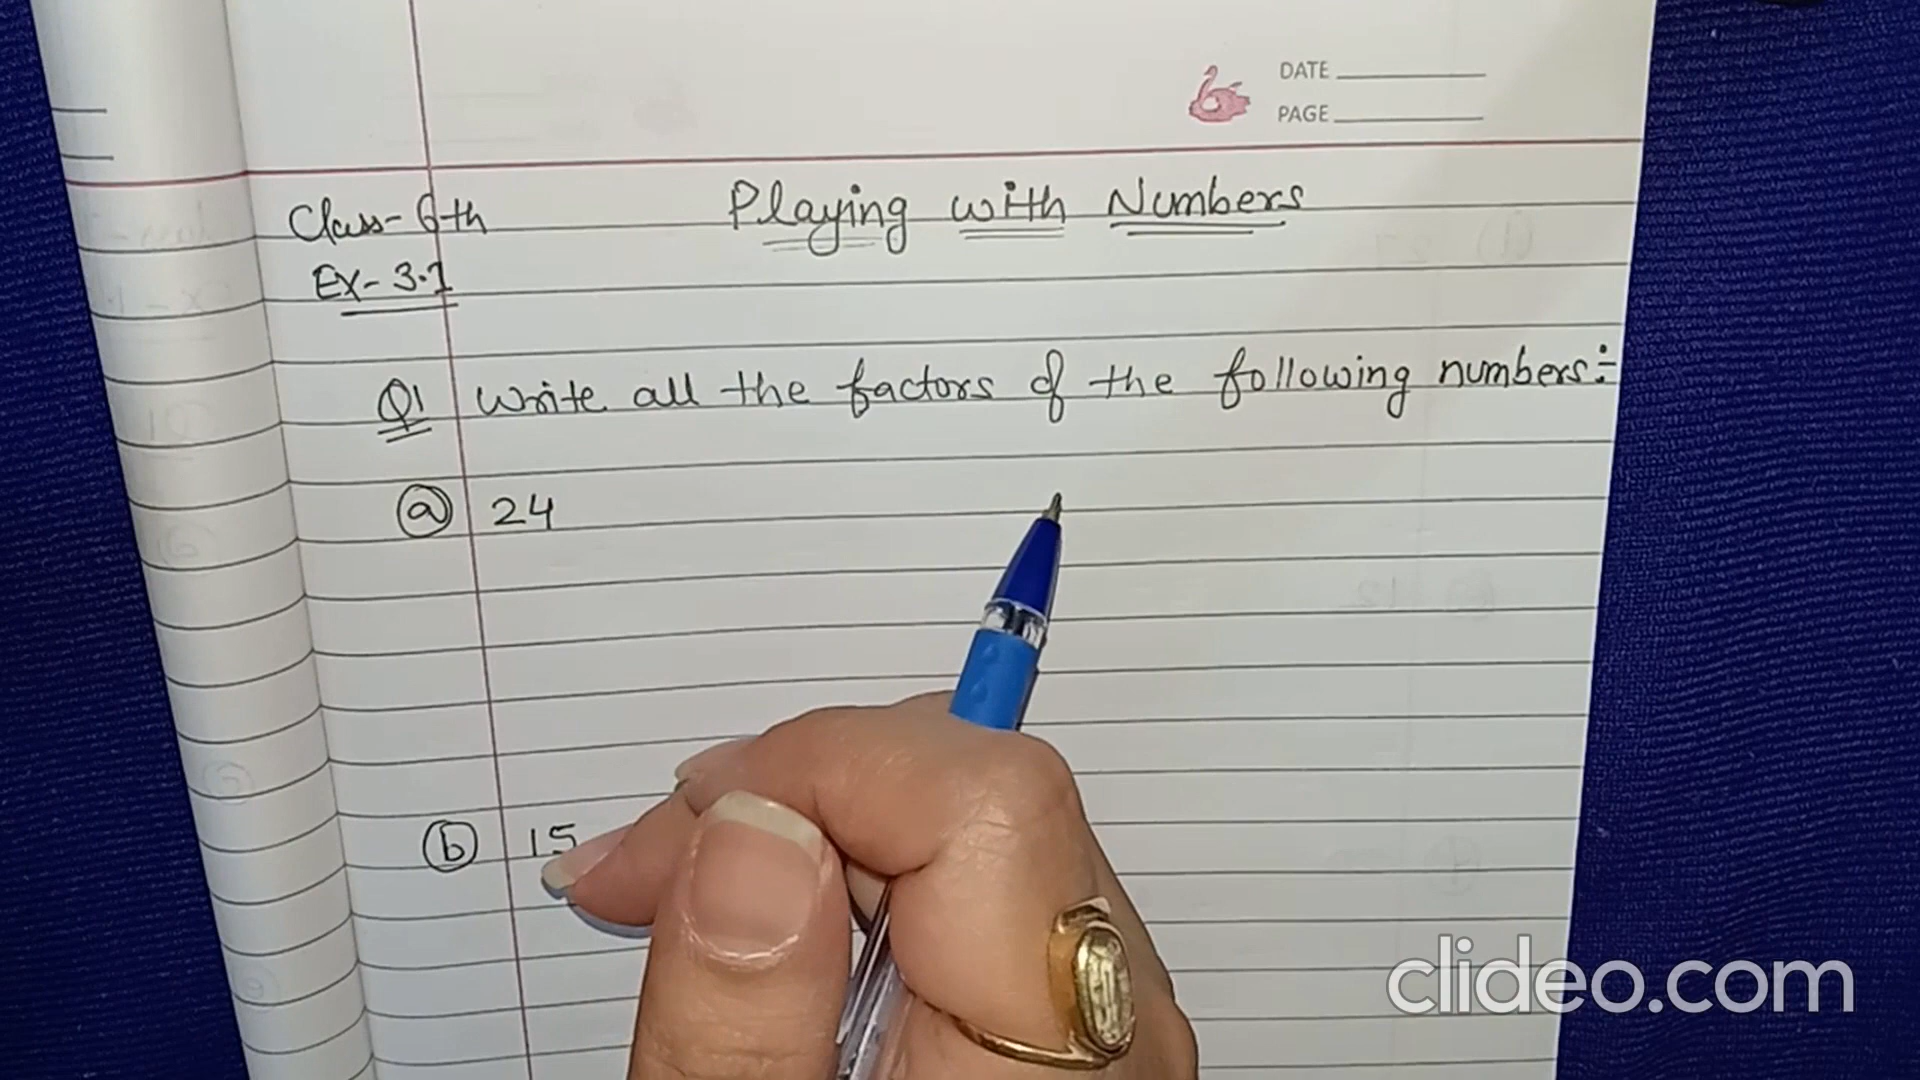 DATE
PAGE
Class- 6th
Playing with Numbers
Ex- 3.1
Q1 Write all the factors of the following numbers:-
(a) 24
(b) 15
clideo.com